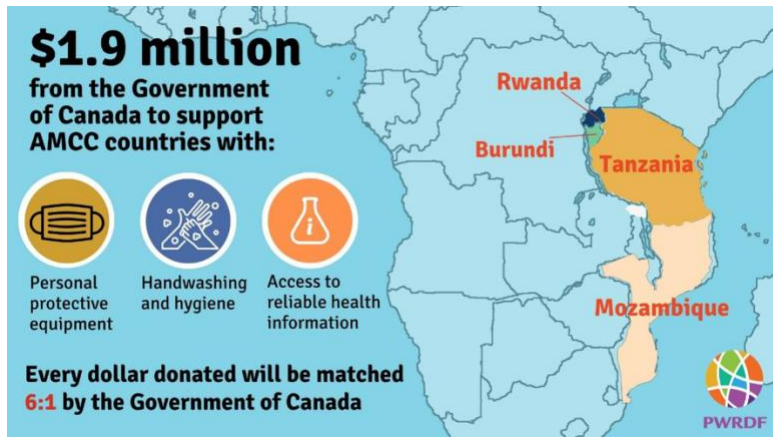 $1.9 million
from the Government
of Canada to support
AMCC countries with:
Personal
protective
equipment
Handwashing
and hygiene
i
Access to
reliable health
information
Every dollar donated will be matched
6:1 by the Government of Canada
Rwanda
Burundi
Tanzania
Mozambique
PWRDF